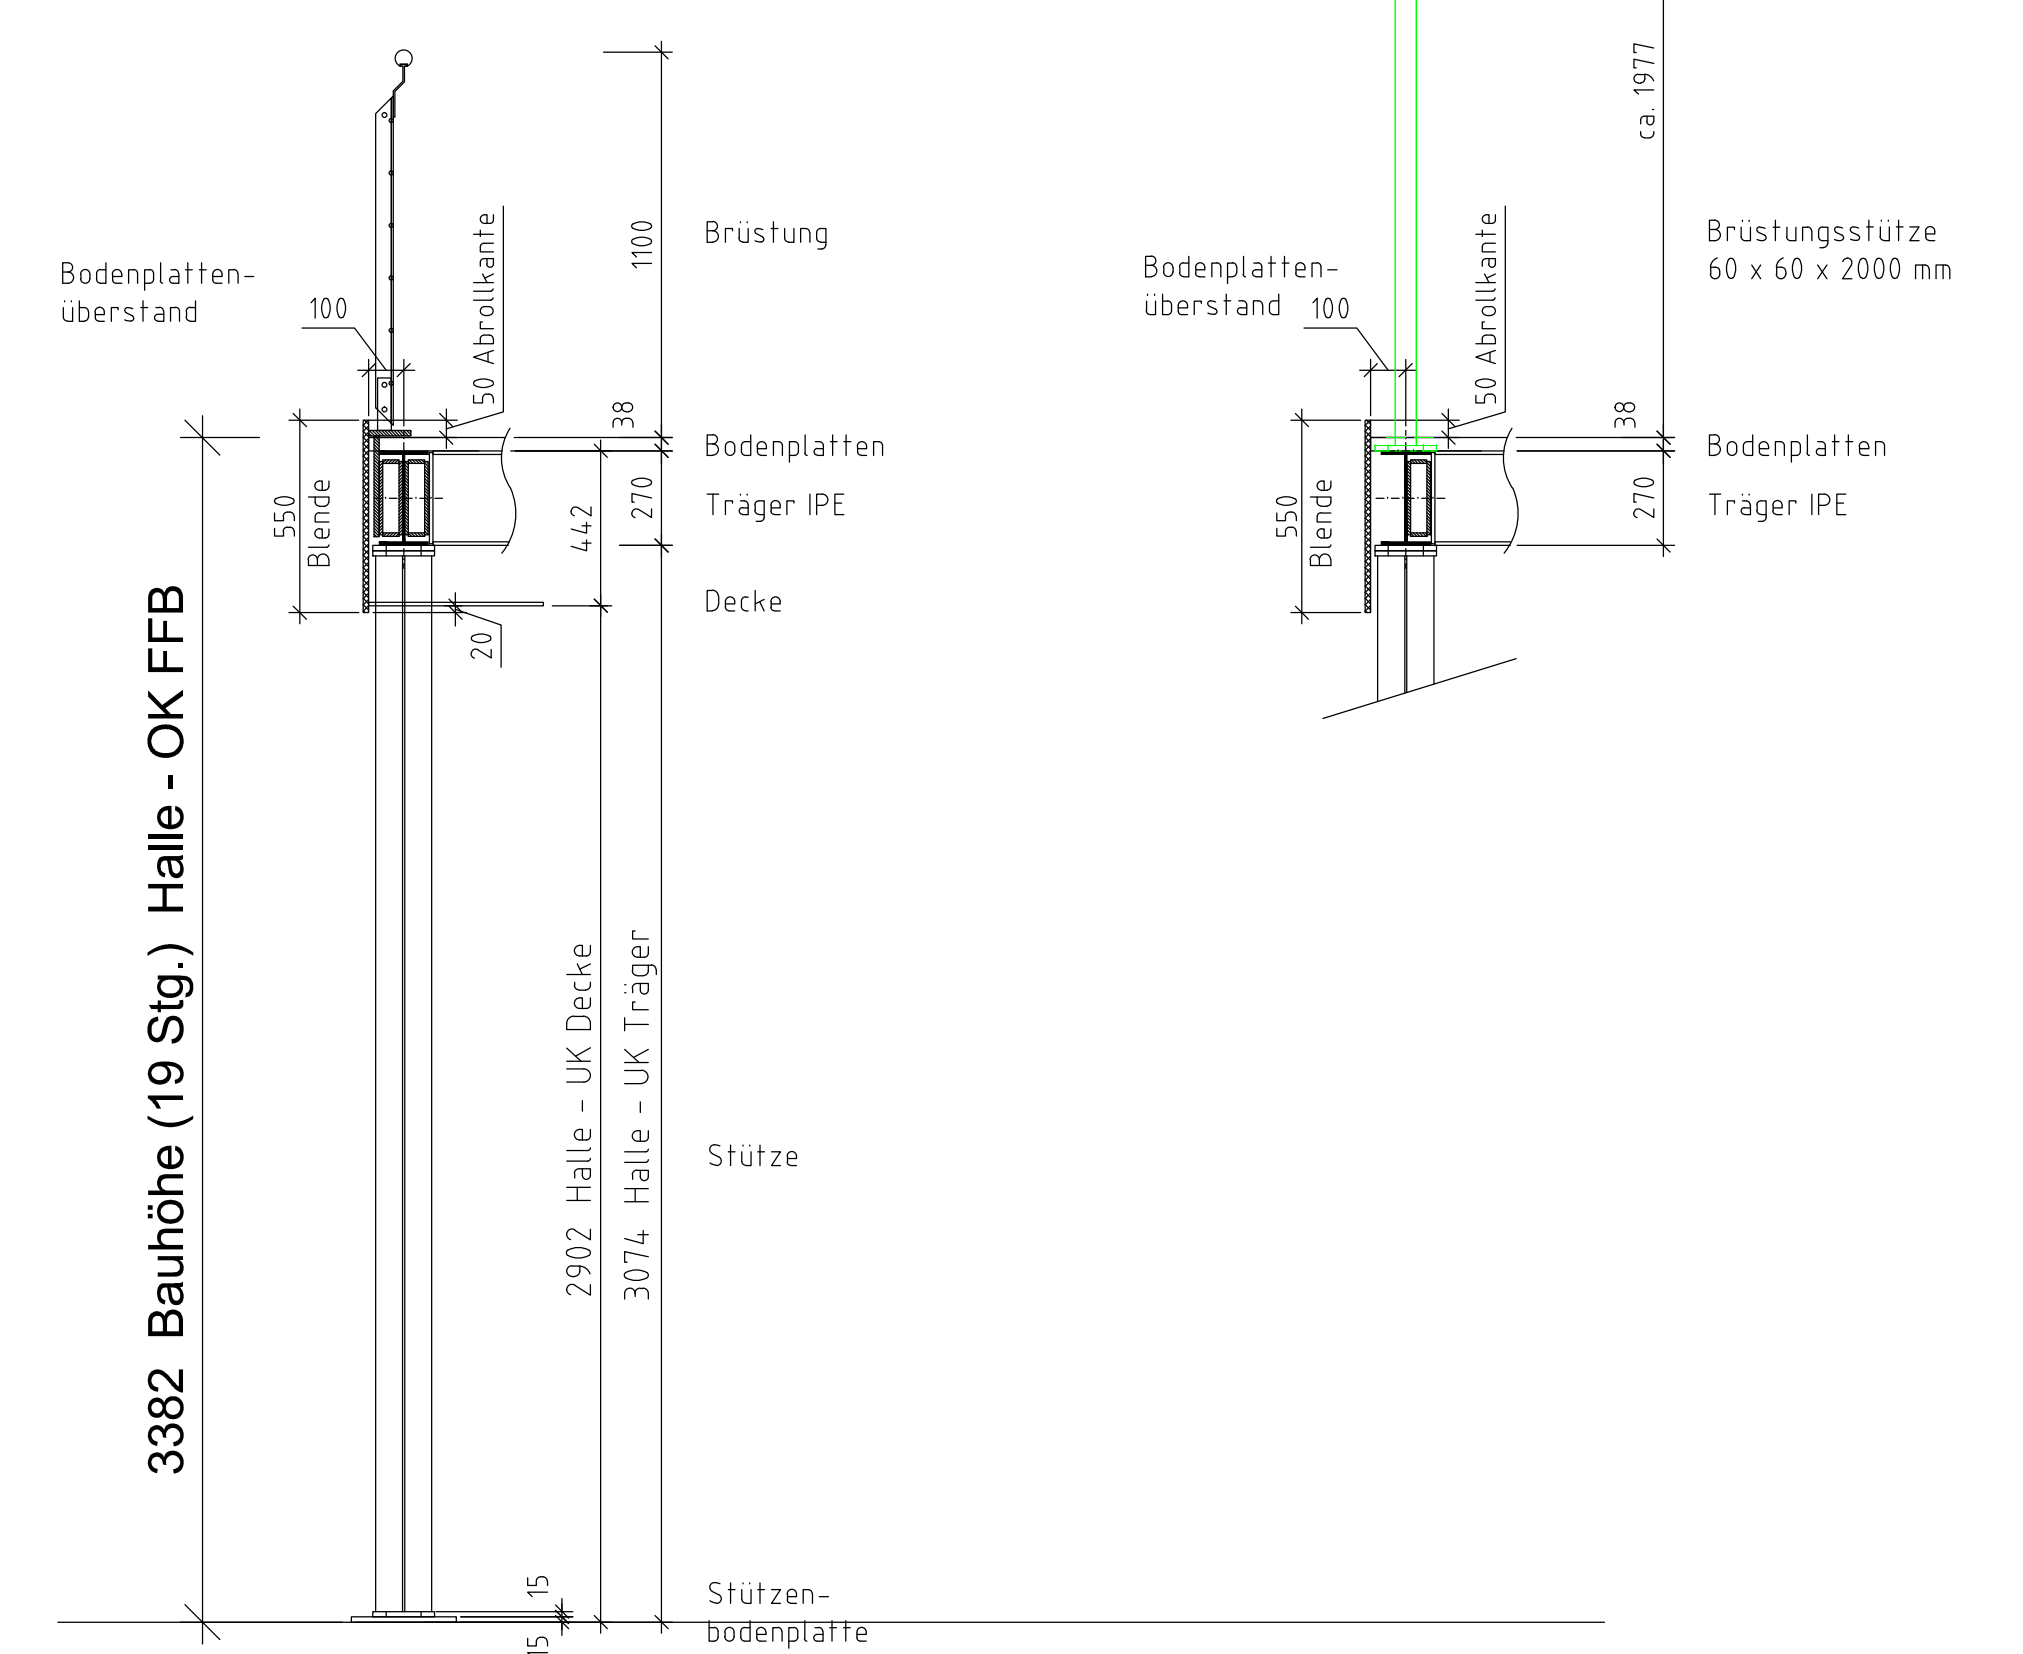 Bodenplatten-
überstand
100
50 Abrollkante
1100
Brüstung
38
Bodenplatten
550
Blende
442
270
Träger IPE
Decke
20
3382 Bauhöhe (19 Stg.) Halle - OK FFB
2902 Halle - UK Decke
3074 Halle - UK Träger
Stütze
15
15
Stützen-
bodenplatte
ca. 1977
Brüstungsstütze
60 x 60 x 2000 mm
Bodenplatten-
überstand
100
50 Abrollkante
38
Bodenplatten
550
Blende
270
Träger IPE